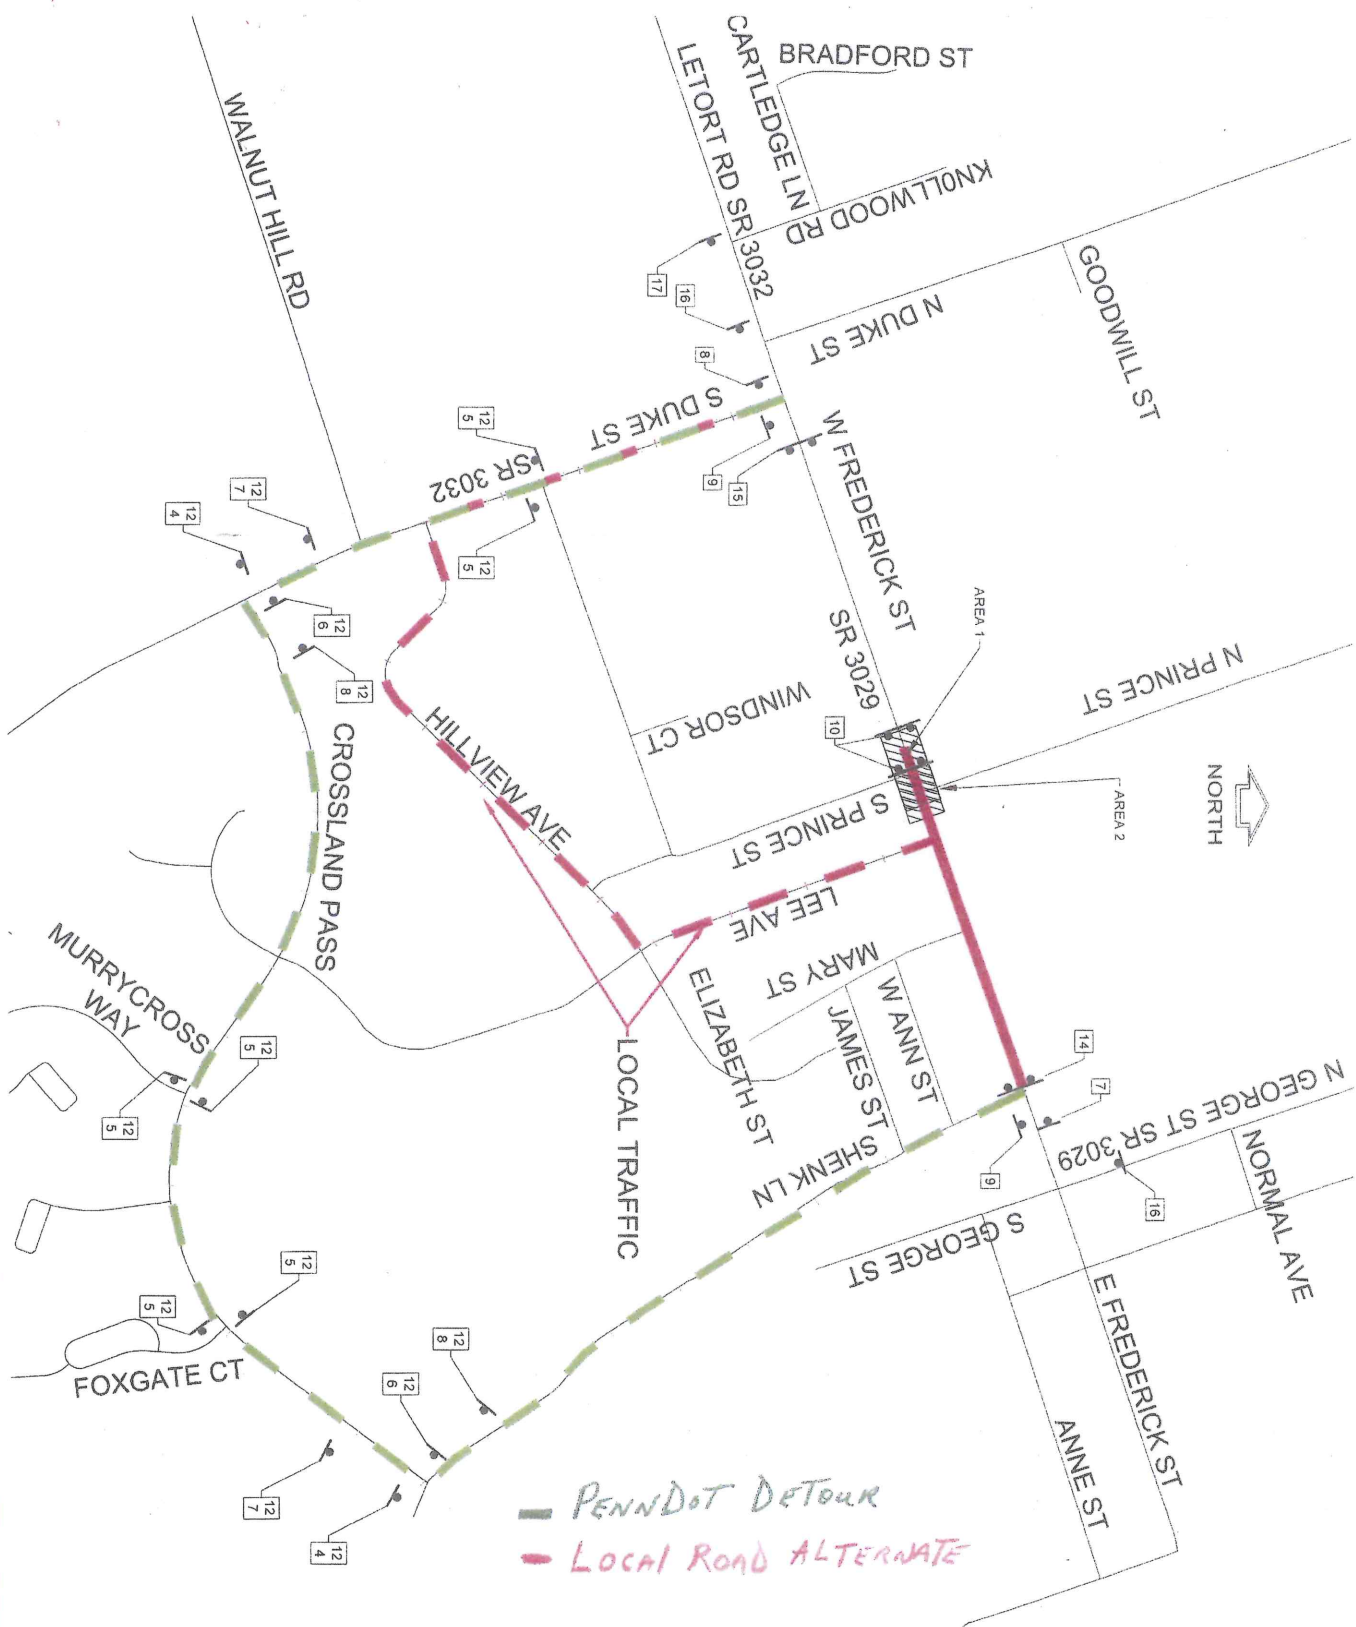 BRADFORD ST
CARTLEDGE LN
LETORT RD SR 3032
KNOLLWOOD RD
WALNUT HILL RD
GOODWILL ST
N DUKE ST
17
16
8
S DUKE ST
SR 3032
12
5
9
15
W FREDERICK ST
SR 3029
12
7
12
4
12
5
12
6
12
8
AREA 1
N PRINCE ST
WINDSOR CT
10
NORTH
AREA 2
S PRINCE ST
HILLVIEW AVE
CROSSLAND PASS
LEE AVE
MARY ST
W ANN ST
JAMES ST
ELIZABETH ST
LOCAL TRAFFIC
MURRYCROSS
WAY
12
5
12
5
14
7
N GEORGE ST SR 3029
NORMAL AVE
SHENK LN
9
16
S GEORGE ST
E FREDERICK ST
ANNE ST
12
5
12
5
FOXGATE CT
12
8
12
6
12
7
12
4
PENNDOT DETOUR
LOCAL ROAD ALTERNATE